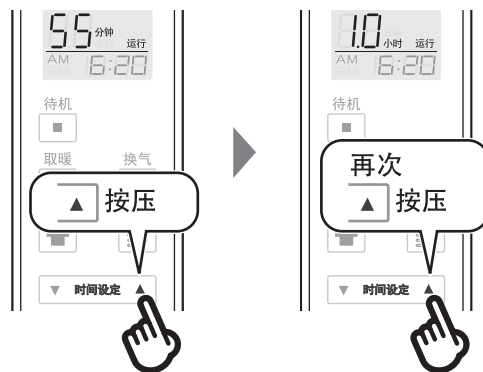 55 分钟 运行
AM
PM 6:20
待机
取暖 换气
▲ 按压
▼ 时间设定 ▲
1.0 小时 运行
AM
PM 6:20
待机
再次
▲ 按压
▼ 时间设定 ▲